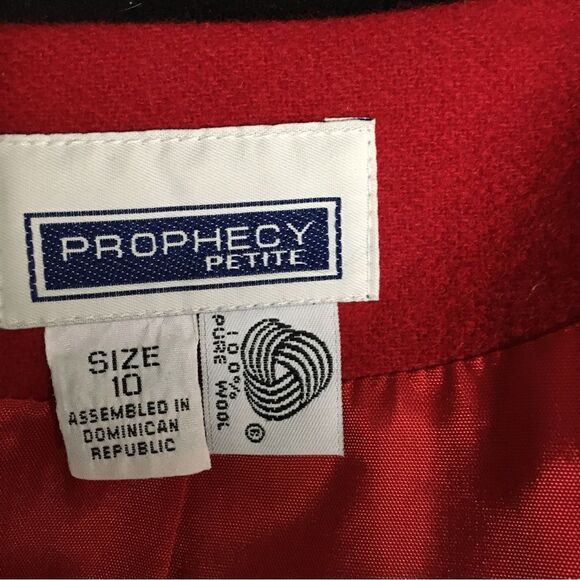 PROPHECY
PETITE
SIZE
10
ASSEMBLED IN
DOMINICAN
REPUBLIC
100%
PURE WOOL
®